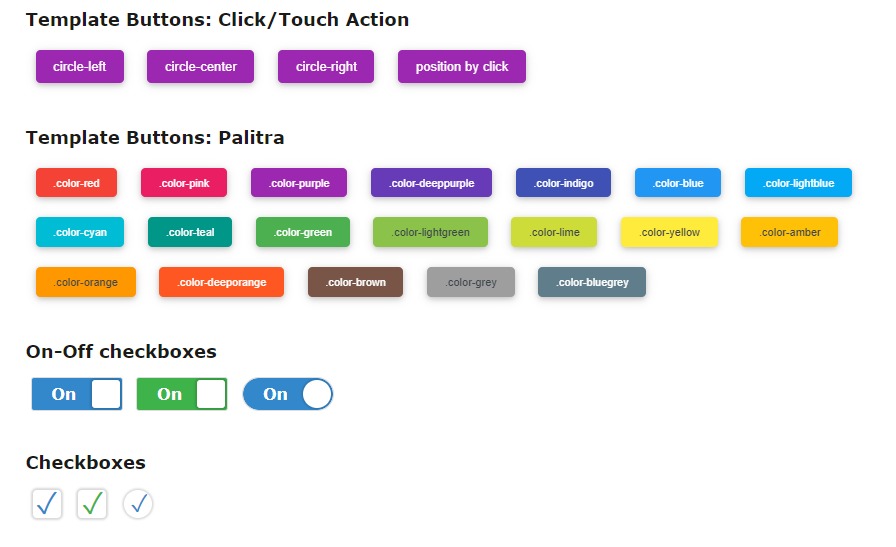 Template Buttons: Click/Touch Action
circle-left circle-center circle-right position by click
Template Buttons: Palitra
.color-red .color-pink .color-purple .color-deeppurple .color-indigo .color-blue .color-lightblue
.color-cyan .color-teal .color-green .color-lightgreen .color-lime .color-yellow .color-amber
.color-orange .color-deeporange .color-brown .color-grey .color-bluegrey
On-Off checkboxes
On On On
Checkboxes